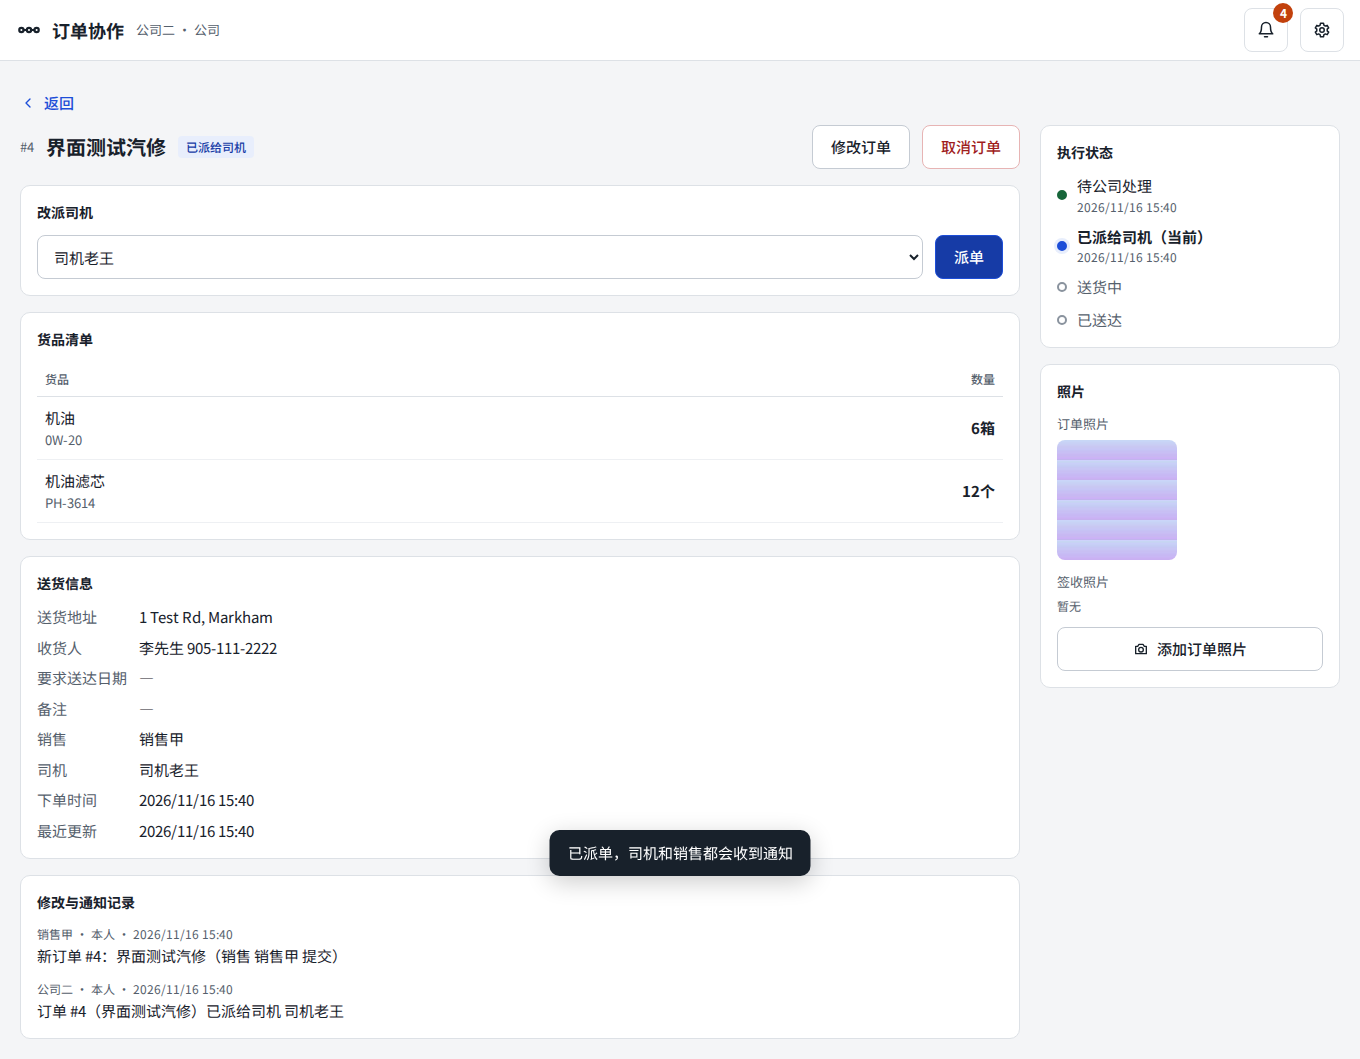 订单协作 公司二 · 公司
4
返回
#4 界面测试汽修 已派给司机
修改订单 取消订单
改派司机
司机老王
派单
货品清单
货品 数量
机油
0W-20
6箱
机油滤芯
PH-3614
12个
送货信息
送货地址 1 Test Rd, Markham
收货人 李先生 905-111-2222
要求送达日期 —
备注 —
销售 销售甲
司机 司机老王
下单时间 2026/11/16 15:40
最近更新 2026/11/16 15:40
已派单，司机和销售都会收到通知
修改与通知记录
销售甲 · 本人 · 2026/11/16 15:40
新订单 #4：界面测试汽修（销售 销售甲 提交）
公司二 · 本人 · 2026/11/16 15:40
订单 #4（界面测试汽修）已派给司机 司机老王
执行状态
待公司处理
2026/11/16 15:40
已派给司机（当前）
2026/11/16 15:40
送货中
已送达
照片
订单照片
签收照片
暂无
添加订单照片